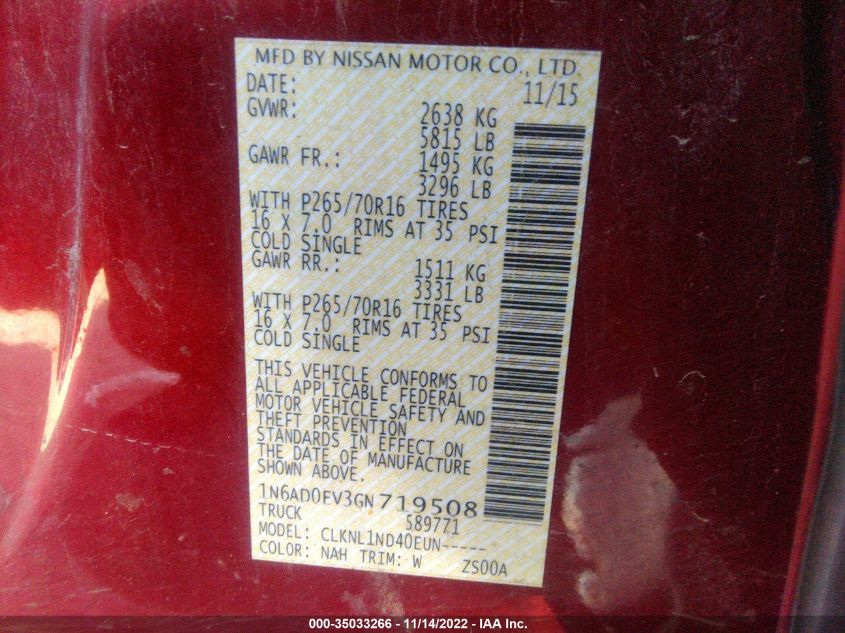 MFD BY NISSAN MOTOR CO., LTD.
DATE: 11/15
GVWR: 2638 KG
5815 LB
GAWR FR.: 1495 KG
3296 LB
WITH P265/70R16 TIRES
16 X 7.0 RIMS AT 35 PSI
COLD SINGLE
GAWR RR.: 1511 KG
3331 LB
WITH P265/70R16 TIRES
16 X 7.0 RIMS AT 35 PSI
COLD SINGLE
THIS VEHICLE CONFORMS TO
ALL APPLICABLE FEDERAL
MOTOR VEHICLE SAFETY AND
THEFT PREVENTION
STANDARDS IN EFFECT ON
THE DATE OF MANUFACTURE
SHOWN ABOVE.
1N6AD0EV3GN719508
TRUCK 589771
MODEL: CLKNL1ND40EUN-----
COLOR: NAH TRIM: W ZS00A
000-35033266 - 11/14/2022 - IAA Inc.